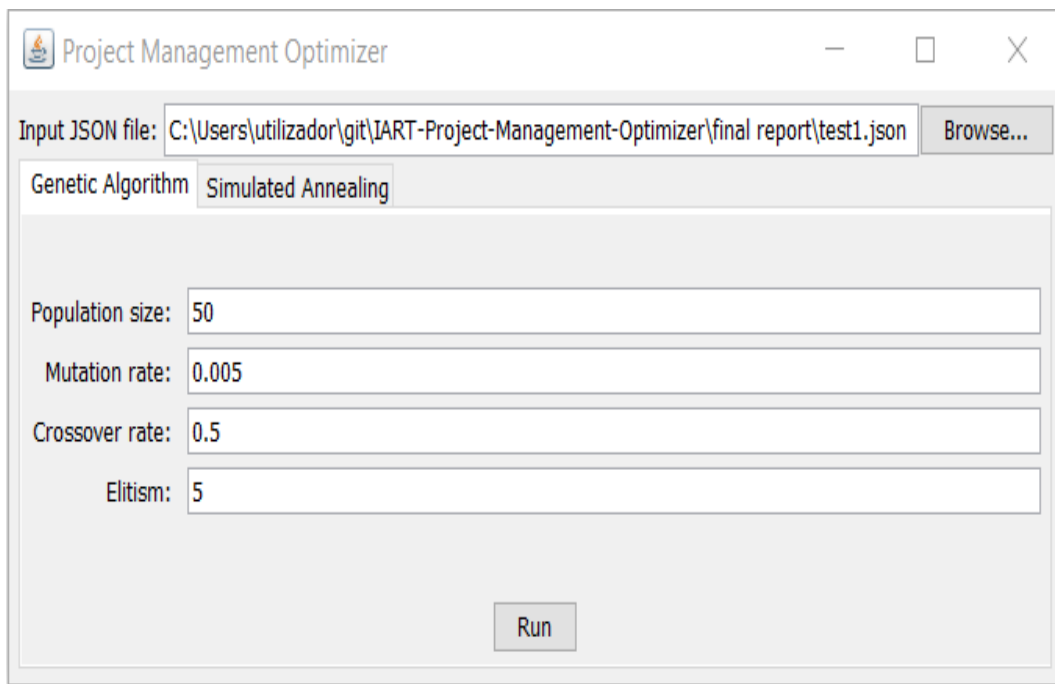 Project Management Optimizer
Input JSON file: C:\Users\utilizador\git\IART-Project-Management-Optimizer\final report\test1.json Browse...
Genetic Algorithm Simulated Annealing
Population size: 50
Mutation rate: 0.005
Crossover rate: 0.5
Elitism: 5
Run